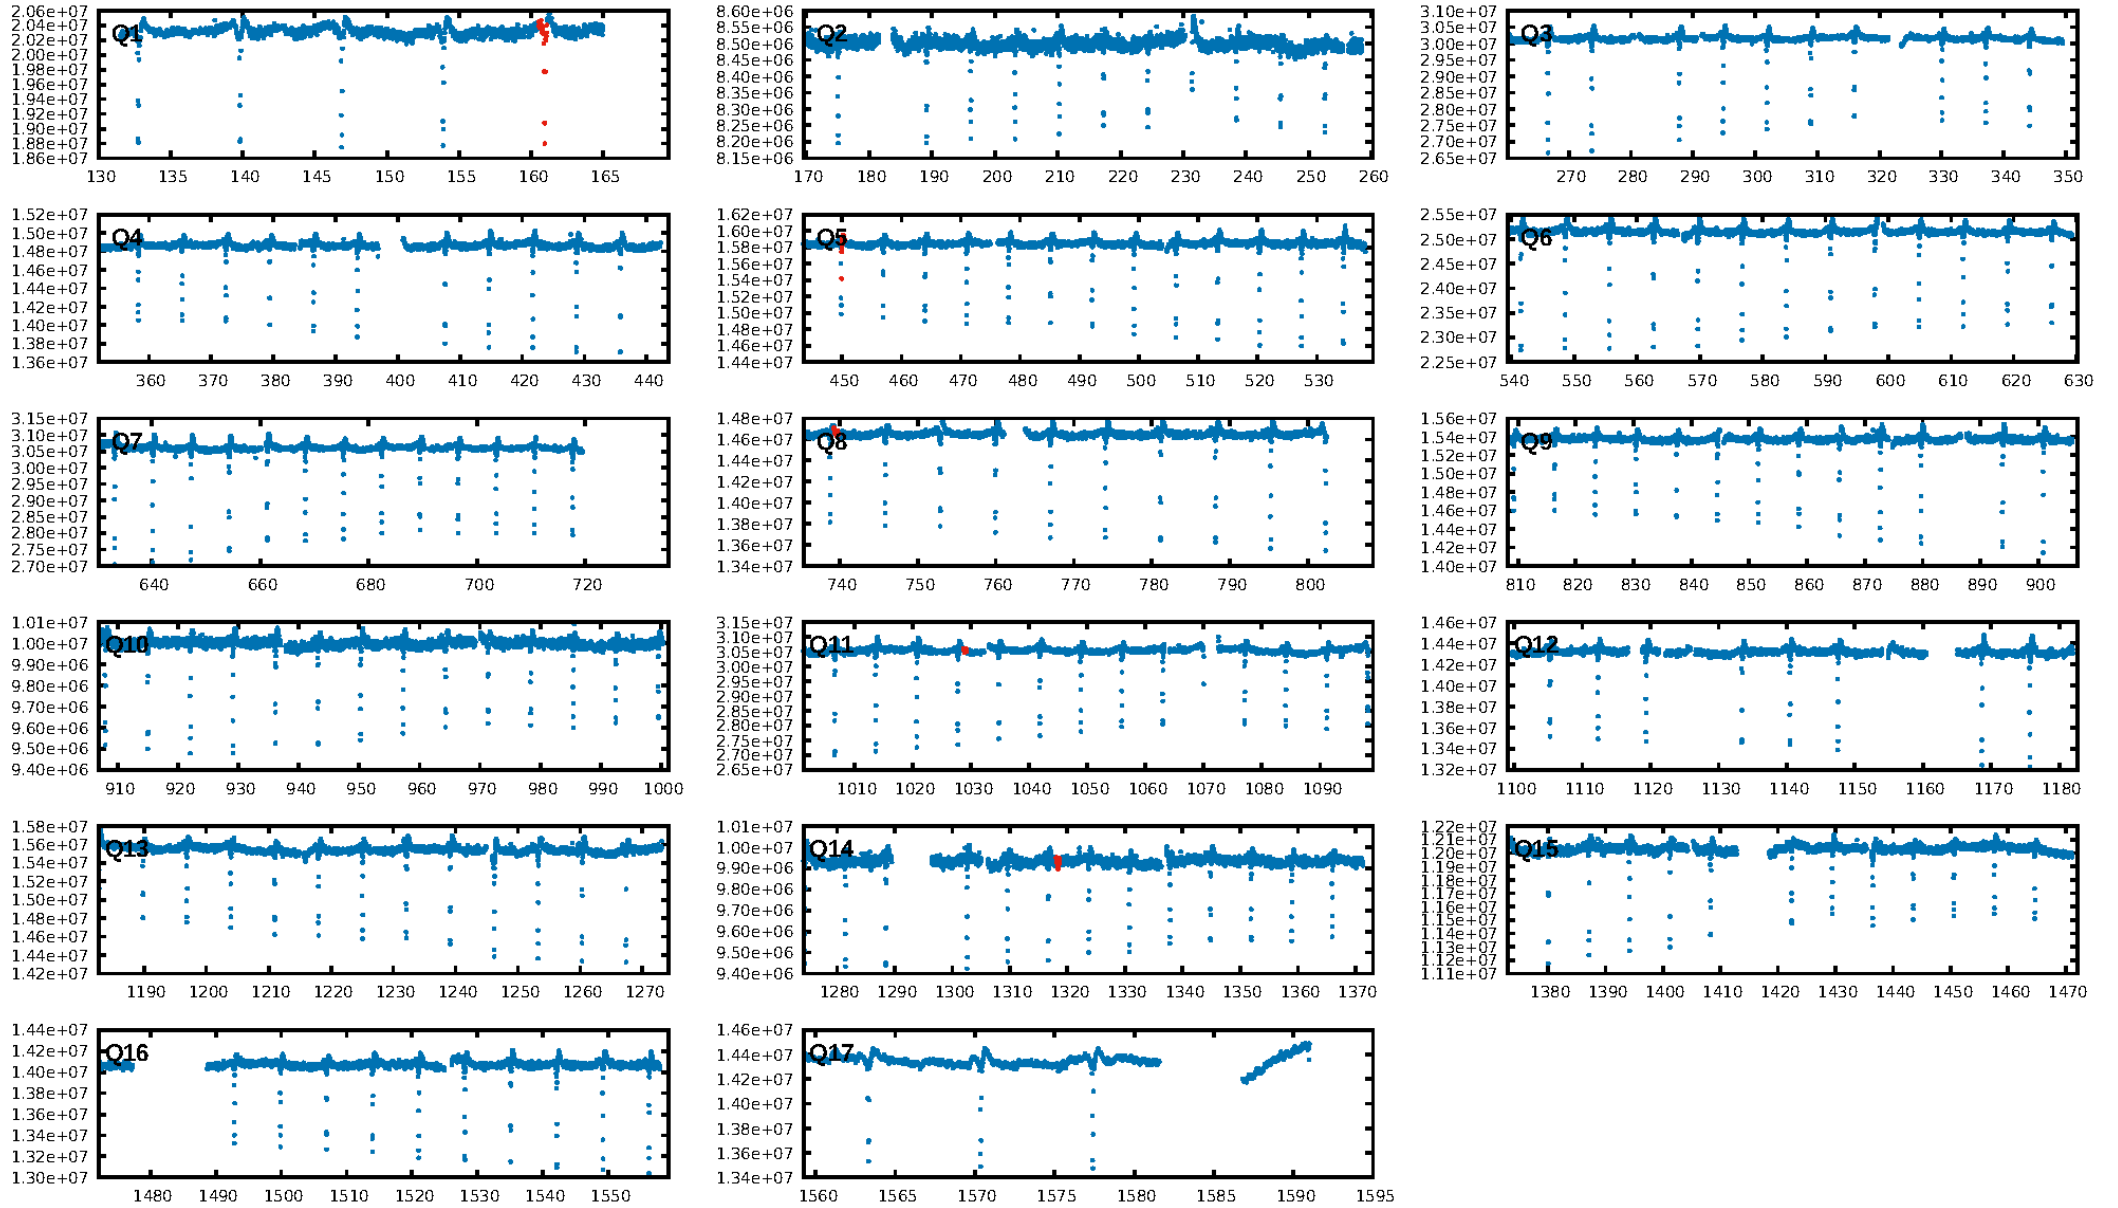 2.06e+07
2.04e+07
2.02e+07
2.00e+07
1.98e+07
1.96e+07
1.94e+07
1.92e+07
1.90e+07
1.88e+07
1.86e+07
Q1
130 135 140 145 150 155 160 165
8.60e+06
8.55e+06
8.50e+06
8.45e+06
8.40e+06
8.35e+06
8.30e+06
8.25e+06
8.20e+06
8.15e+06
Q2
170 180 190 200 210 220 230 240 250 260
3.10e+07
3.05e+07
3.00e+07
2.95e+07
2.90e+07
2.85e+07
2.80e+07
2.75e+07
2.70e+07
2.65e+07
Q3
270 280 290 300 310 320 330 340 350
1.52e+07
1.50e+07
1.48e+07
1.46e+07
1.44e+07
1.42e+07
1.40e+07
1.38e+07
1.36e+07
Q4
360 370 380 390 400 410 420 430 440
1.62e+07
1.60e+07
1.58e+07
1.56e+07
1.54e+07
1.52e+07
1.50e+07
1.48e+07
1.46e+07
1.44e+07
Q5
450 460 470 480 490 500 510 520 530
2.55e+07
2.50e+07
2.45e+07
2.40e+07
2.35e+07
2.30e+07
2.25e+07
Q6
540 550 560 570 580 590 600 610 620 630
3.15e+07
3.10e+07
3.05e+07
3.00e+07
2.95e+07
2.90e+07
2.85e+07
2.80e+07
2.75e+07
2.70e+07
Q7
640 660 680 700 720
1.48e+07
1.46e+07
1.44e+07
1.42e+07
1.40e+07
1.38e+07
1.36e+07
1.34e+07
Q8
740 750 760 770 780 790 800
1.56e+07
1.54e+07
1.52e+07
1.50e+07
1.48e+07
1.46e+07
1.44e+07
1.42e+07
1.40e+07
Q9
810 820 830 840 850 860 870 880 890 900
1.01e+07
1.00e+07
9.90e+06
9.80e+06
9.70e+06
9.60e+06
9.50e+06
9.40e+06
Q10
910 920 930 940 950 960 970 980 990 1000
3.15e+07
3.10e+07
3.05e+07
3.00e+07
2.95e+07
2.90e+07
2.85e+07
2.80e+07
2.75e+07
2.70e+07
2.65e+07
Q11
1010 1020 1030 1040 1050 1060 1070 1080 1090
1.46e+07
1.44e+07
1.42e+07
1.40e+07
1.38e+07
1.36e+07
1.34e+07
1.32e+07
Q12
1100 1110 1120 1130 1140 1150 1160 1170 1180
1.58e+07
1.56e+07
1.54e+07
1.52e+07
1.50e+07
1.48e+07
1.46e+07
1.44e+07
1.42e+07
Q13
1190 1200 1210 1220 1230 1240 1250 1260 1270
1.01e+07
1.00e+07
9.90e+06
9.80e+06
9.70e+06
9.60e+06
9.50e+06
9.40e+06
Q14
1280 1290 1300 1310 1320 1330 1340 1350 1360 1370
1.22e+07
1.21e+07
1.20e+07
1.19e+07
1.18e+07
1.17e+07
1.16e+07
1.15e+07
1.14e+07
1.13e+07
1.12e+07
1.11e+07
Q15
1380 1390 1400 1410 1420 1430 1440 1450 1460 1470
1.44e+07
1.42e+07
1.40e+07
1.38e+07
1.36e+07
1.34e+07
1.32e+07
1.30e+07
Q16
1480 1490 1500 1510 1520 1530 1540 1550
1.46e+07
1.44e+07
1.42e+07
1.40e+07
1.38e+07
1.36e+07
1.34e+07
Q17
1560 1565 1570 1575 1580 1585 1590 1595